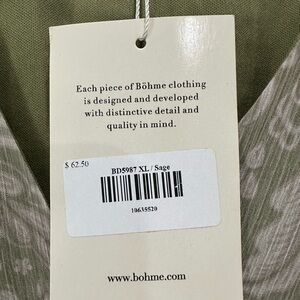 Each piece of Böhme clothing
is designed and developed
with distinctive detail and
quality in mind.
$ 62.50
BD5987 XL / Sage
10635520
www.bohme.com